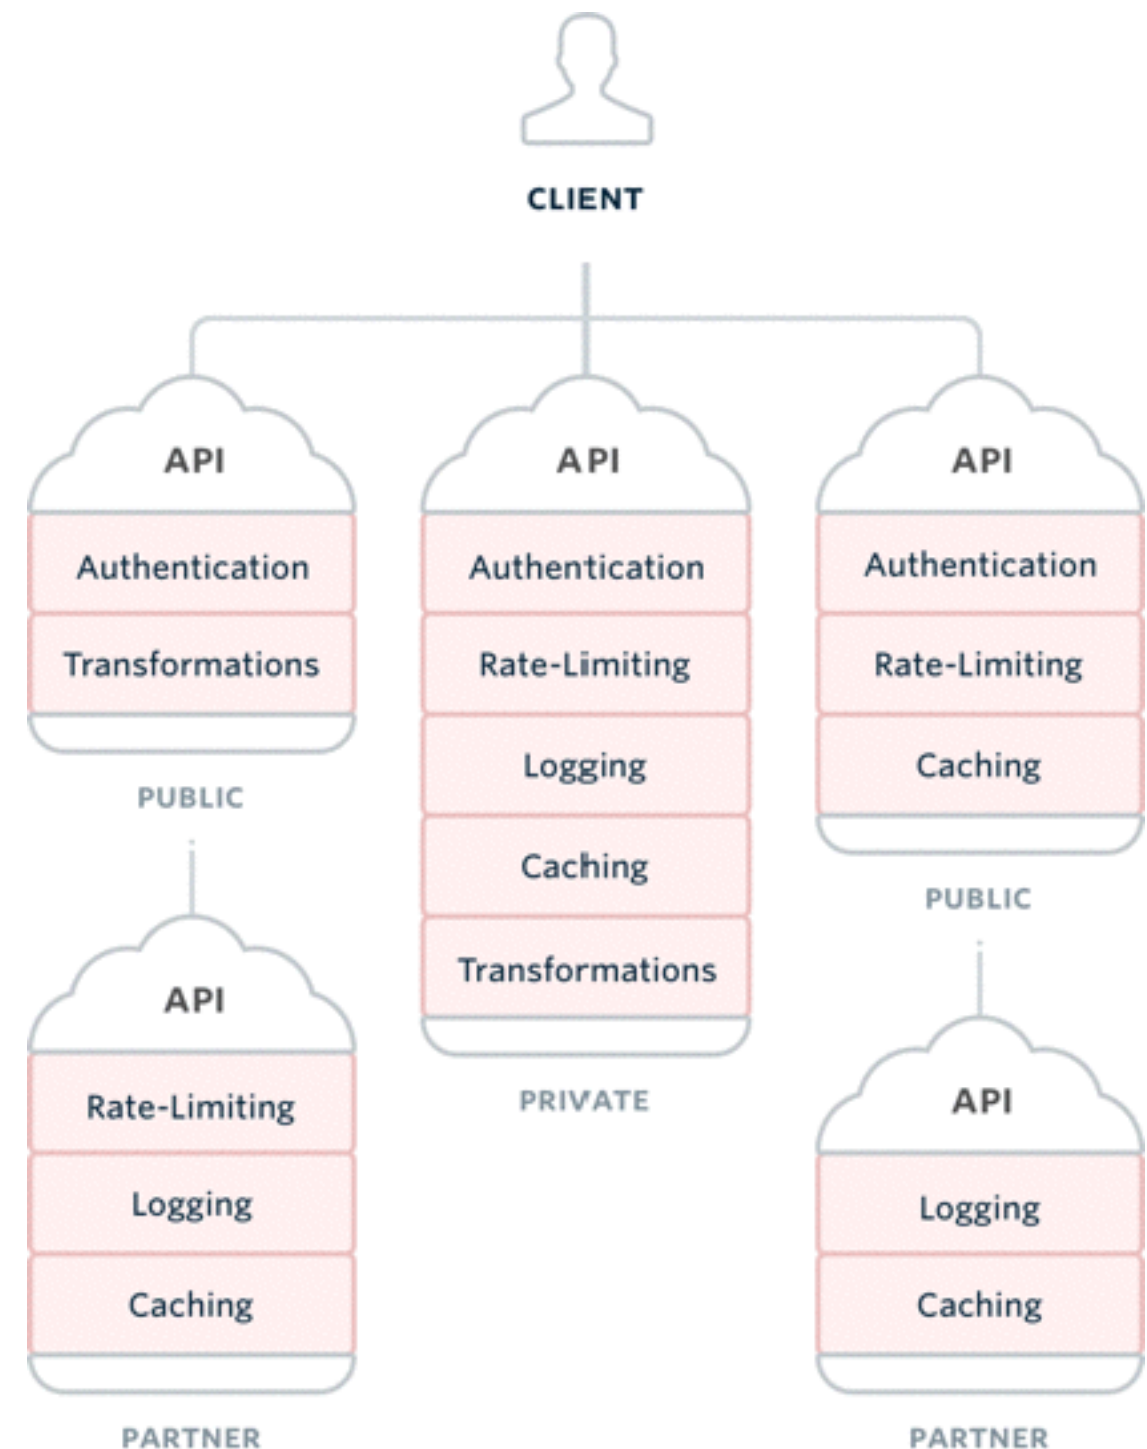 CLIENT
API
Authentication
Transformations
PUBLIC
API
Rate-Limiting
Logging
Caching
PARTNER
API
Authentication
Rate-Limiting
Logging
Caching
Transformations
PRIVATE
API
Authentication
Rate-Limiting
Caching
PUBLIC
API
Logging
Caching
PARTNER